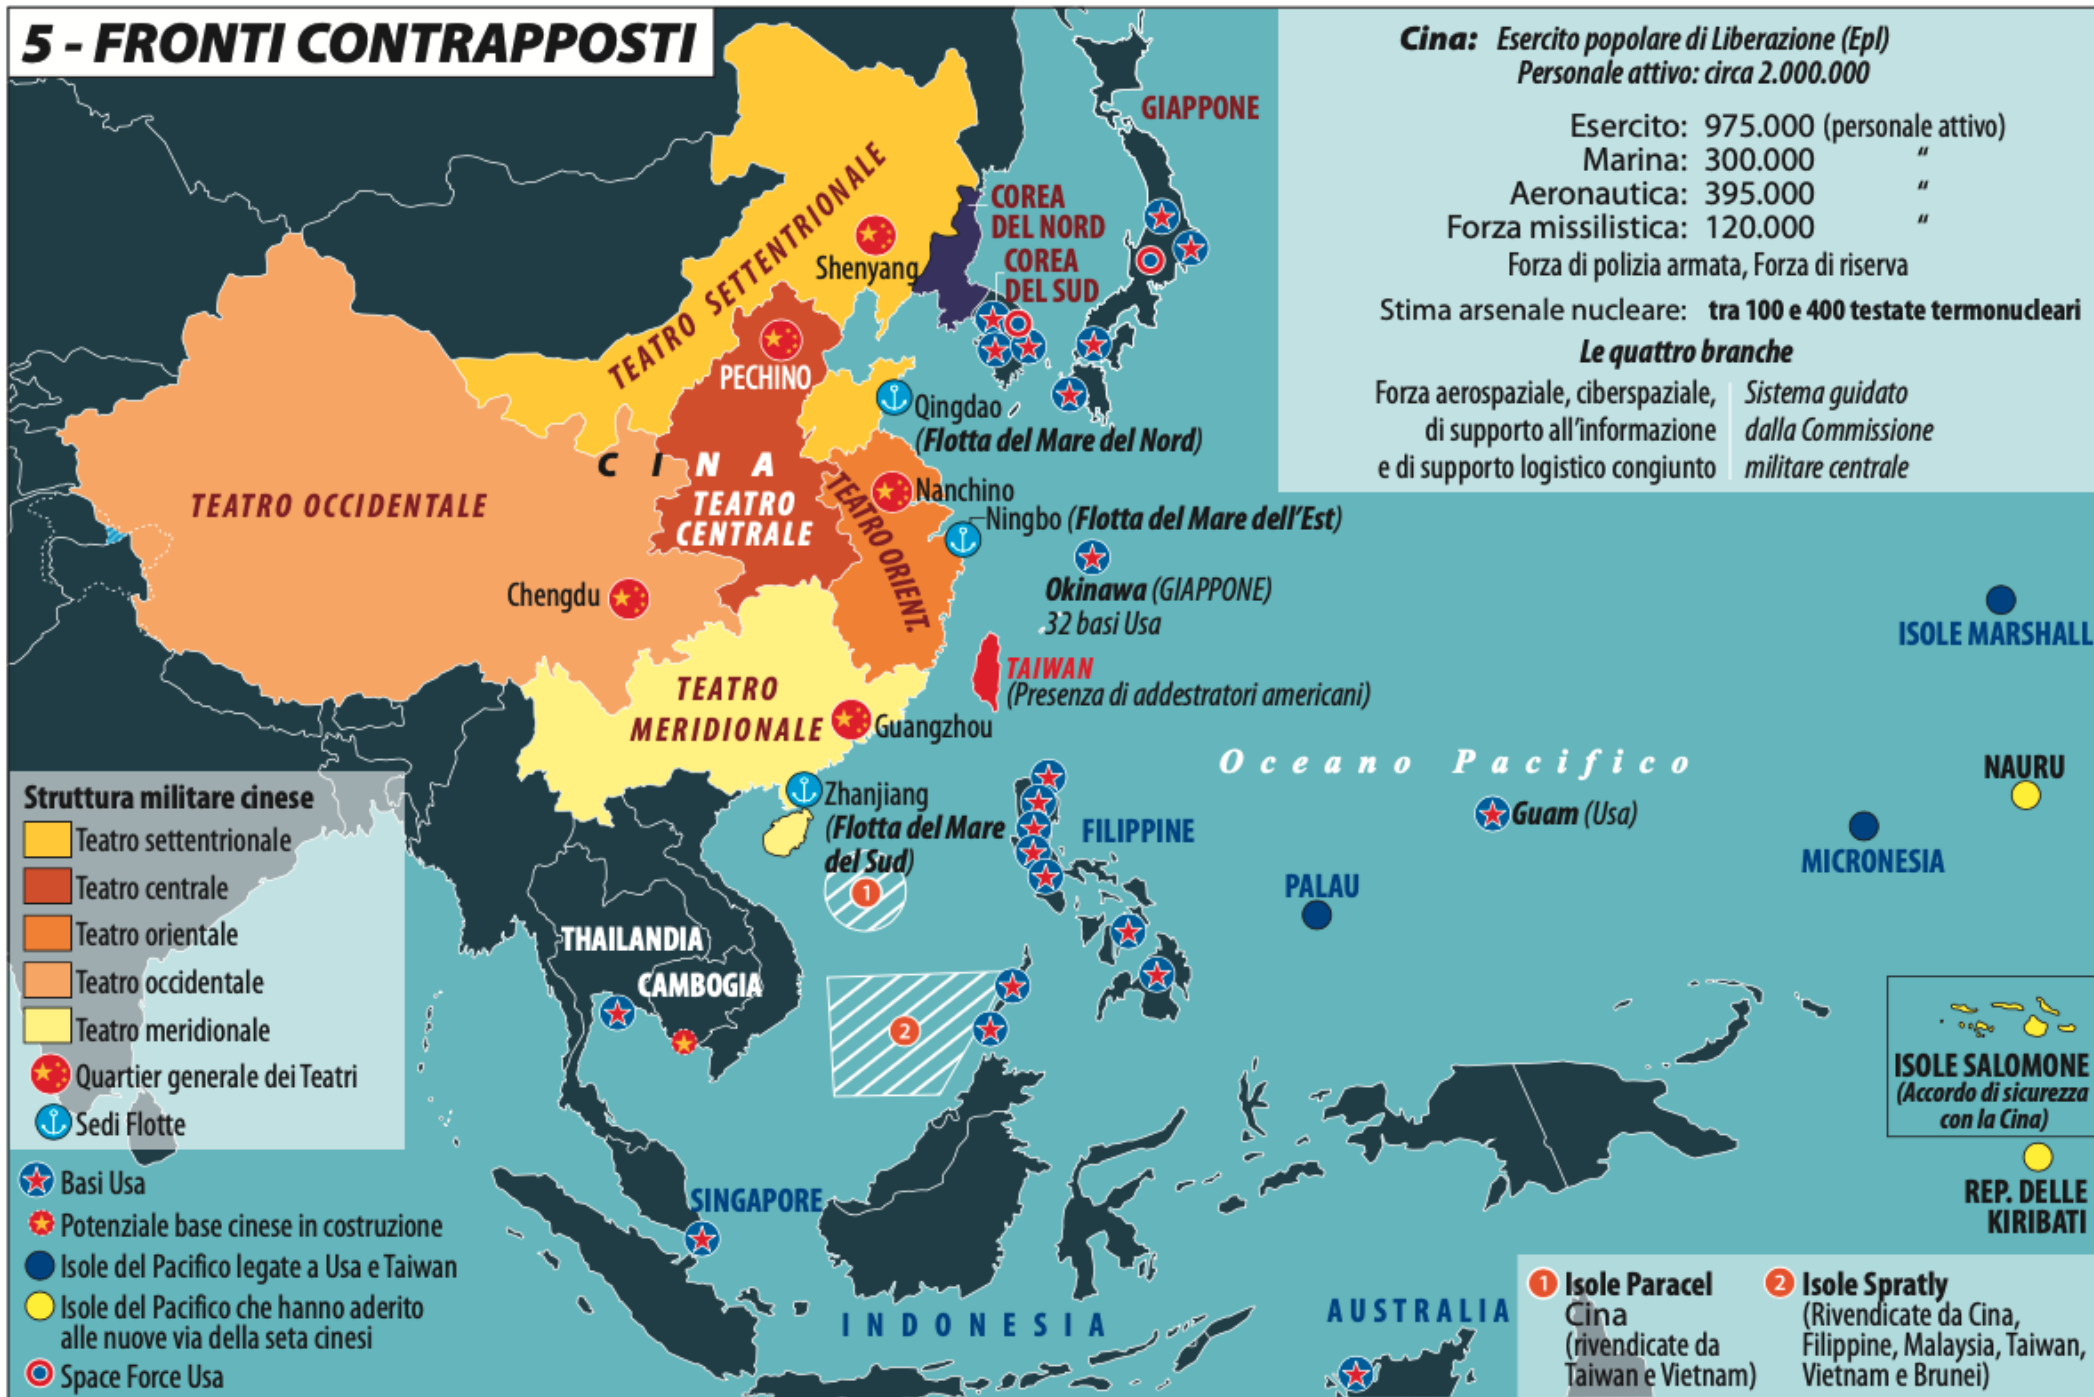 5 - FRONTI CONTRAPPOSTI
Cina: Esercito popolare di Liberazione (Epl)
Personale attivo: circa 2.000.000
Esercito: 975.000 (personale attivo)
Marina: 300.000 "
Aeronautica: 395.000 "
Forza missilistica: 120.000 "
Forza di polizia armata, Forza di riserva
Stima arsenale nucleare: tra 100 e 400 testate termonucleari
Le quattro branche
Forza aerospaziale, ciberspaziale,
di supporto all'informazione
e di supporto logistico congiunto
Sistema guidato
dalla Commissione
militare centrale
GIAPPONE
COREA
DEL NORD
COREA
DEL SUD
TEATRO SETTENTRIONALE
Shenyang
PECHINO
Qingdao
(Flotta del Mare del Nord)
CINA
TEATRO OCCIDENTALE
TEATRO
CENTRALE
TEATRO ORIENT.
Nanchino
Ningbo (Flotta del Mare dell'Est)
Chengdu
Okinawa (GIAPPONE)
32 basi Usa
ISOLE MARSHALL
TAIWAN
(Presenza di addestratori americani)
TEATRO
MERIDIONALE
Guangzhou
Oceano Pacifico
NAURU
Zhanjiang
(Flotta del Mare
del Sud)
FILIPPINE
Guam (Usa)
MICRONESIA
PALAU
1
THAILANDIA
CAMBOGIA
2
ISOLE SALOMONE
(Accordo di sicurezza
con la Cina)
REP. DELLE
KIRIBATI
SINGAPORE
INDONESIA
AUSTRALIA
Struttura militare cinese
Teatro settentrionale
Teatro centrale
Teatro orientale
Teatro occidentale
Teatro meridionale
Quartier generale dei Teatri
Sedi Flotte
Basi Usa
Potenziale base cinese in costruzione
Isole del Pacifico legate a Usa e Taiwan
Isole del Pacifico che hanno aderito
alle nuove via della seta cinesi
Space Force Usa
1 Isole Paracel
Cina
(rivendicate da
Taiwan e Vietnam)
2 Isole Spratly
(Rivendicate da Cina,
Filippine, Malaysia, Taiwan,
Vietnam e Brunei)